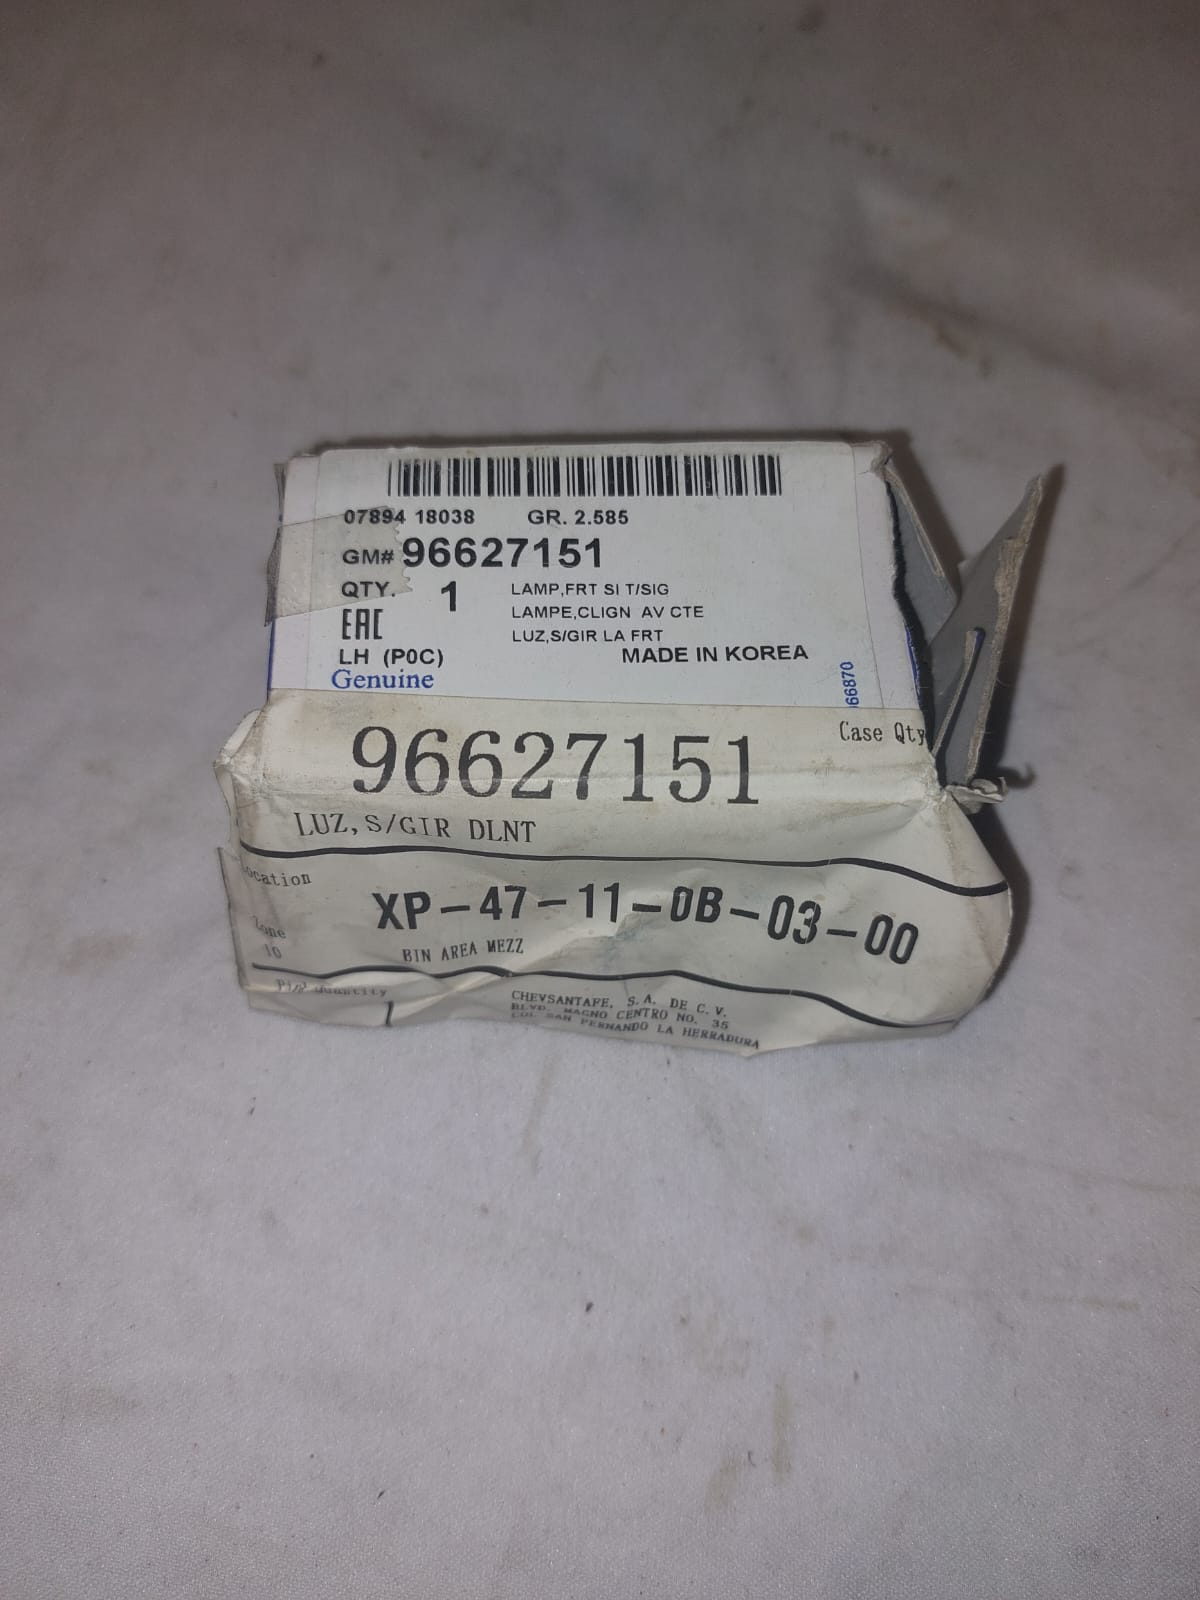 07894 18038 GR. 2.585
GM# 96627151
QTY. 1 LAMP,FRT SI T/SIG
LAMPE,CLIGN AV CTE
EAC
LUZ,S/GIR LA FRT
LH (P0C) MADE IN KOREA
Genuine
66870
96627151 Case Qty
LUZ,S/GIR DLNT
ocation
XP-47-11-0B-03-00
Zone
10
BIN AREA MEZZ
Quantity
CHEVSANTAFE, S.A. DE C.V.
BLVD. MAGNO CENTRO NO. 35
COL SAN FERNANDO LA HERRADURA